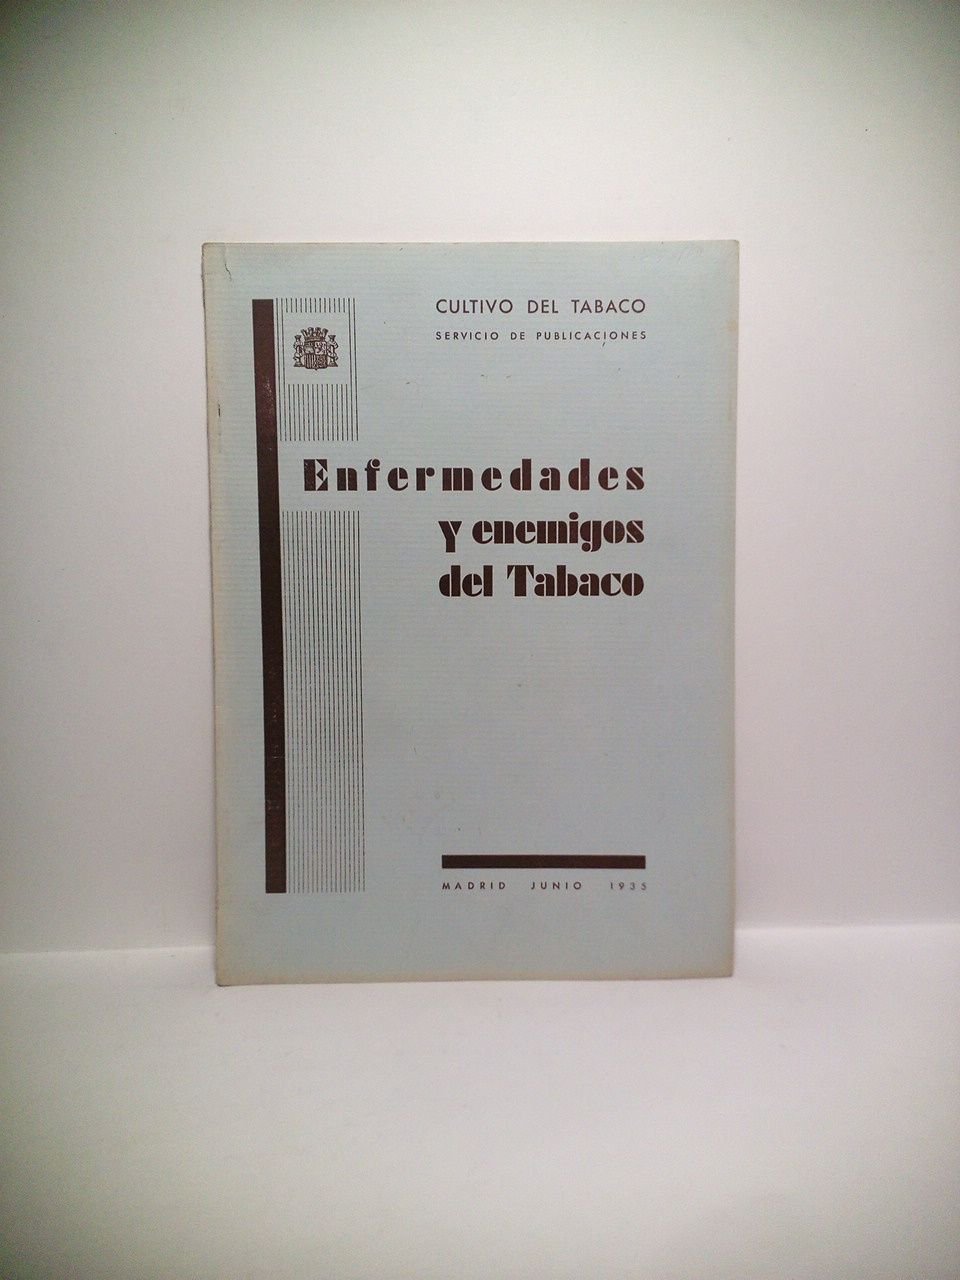 CULTIVO DEL TABACO
SERVICIO DE PUBLICACIONES
Enfermedades
y enemigos
del Tabaco
MADRID JUNIO 1935